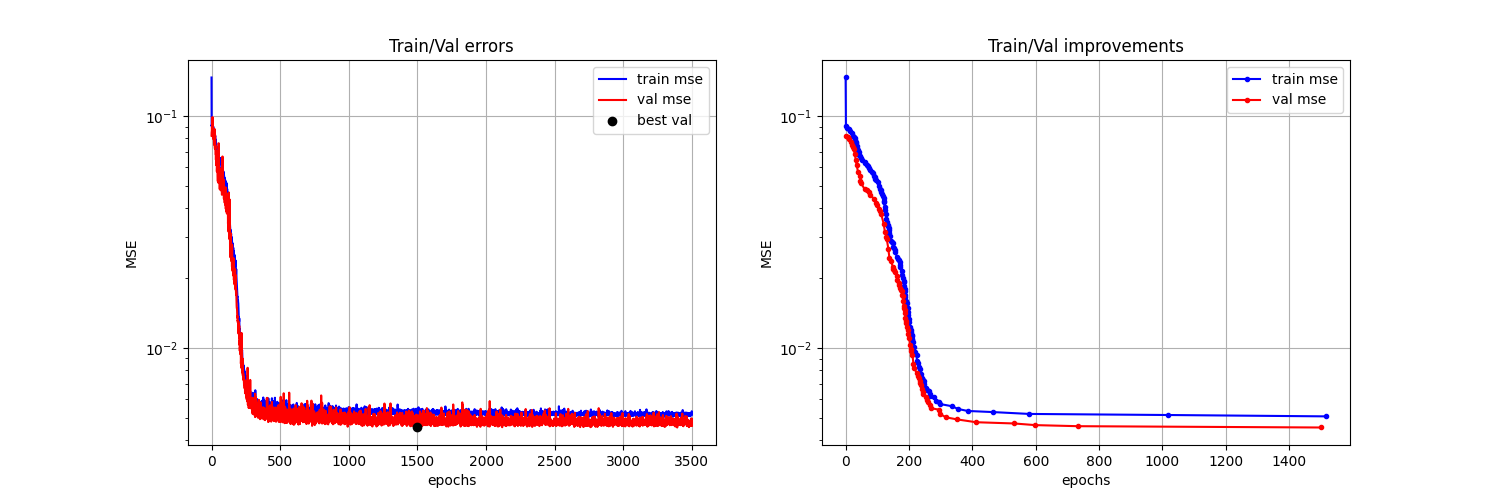 Train/Val errors
train mse
val mse
best val
10⁻¹
10⁻²
MSE
0 500 1000 1500 2000 2500 3000 3500
epochs
Train/Val improvements
train mse
val mse
10⁻¹
10⁻²
MSE
0 200 400 600 800 1000 1200 1400
epochs